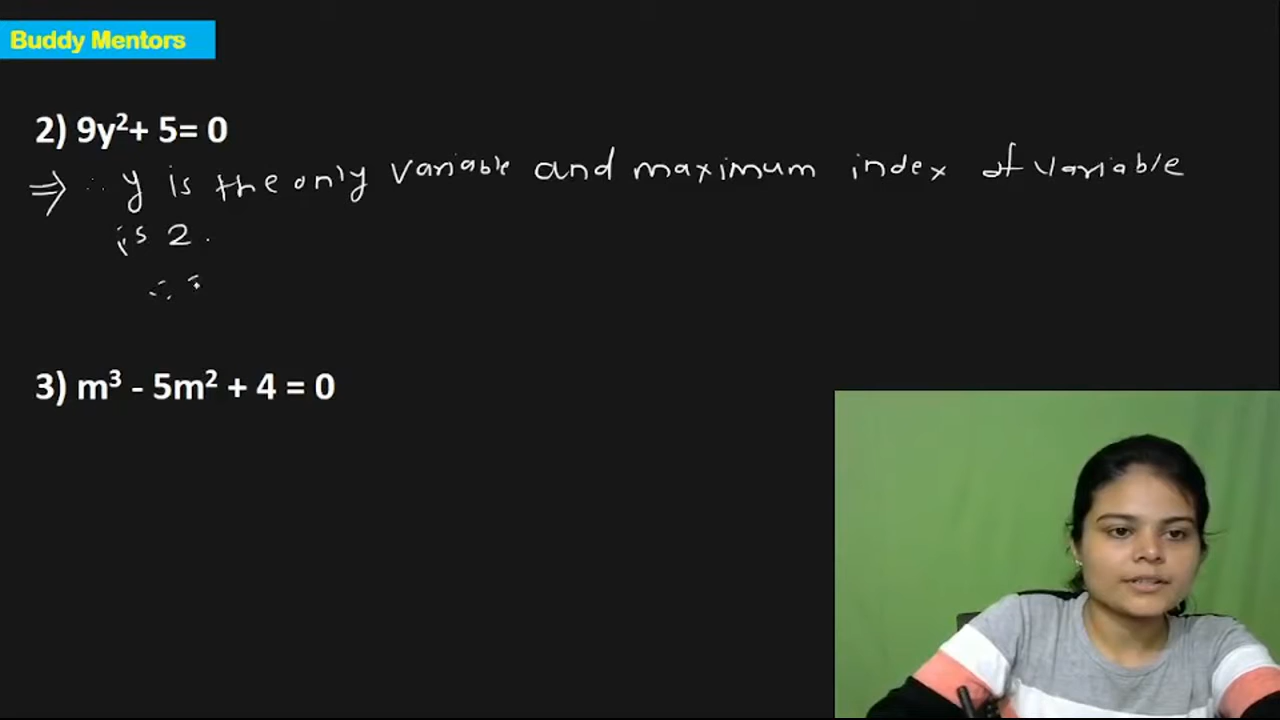 Buddy Mentors
2) 9y²+ 5= 0
⇒ ∵ y is the only variable and maximum index of variable
is 2.
∴
3) m³ - 5m² + 4 = 0